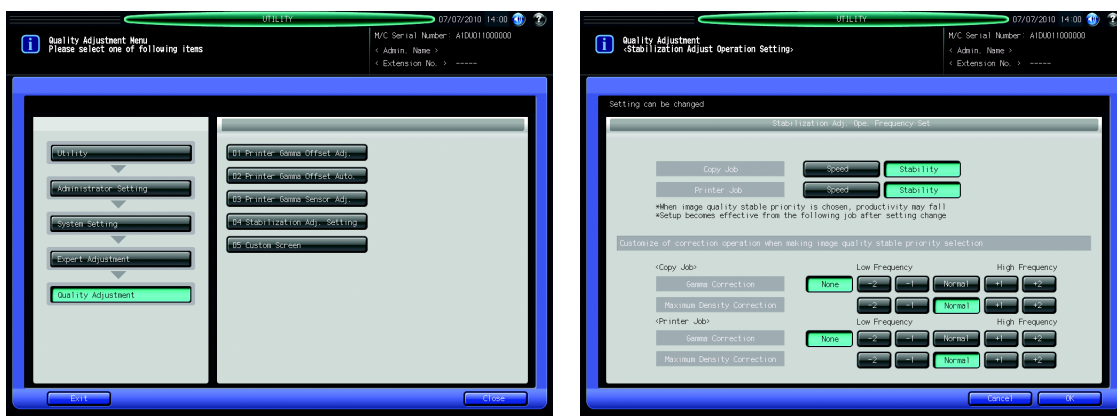 UTILITY
07/07/2010 14:00
Quality Adjustment Menu
Please select one of following items
M/C Serial Number: A1DU011000000
< Admin. Name >
< Extension No. > -----
Utility
Administrator Setting
System Setting
Expert Adjustment
Quality Adjustment
01 Printer Gamma Offset Adj.
02 Printer Gamma Offset Auto.
03 Printer Gamma Sensor Adj.
04 Stabilization Adj. Setting
05 Custom Screen
Exit
Close
UTILITY
07/07/2010 14:00
Quality Adjustment
<Stabilization Adjust Operation Setting>
M/C Serial Number: A1DU011000000
< Admin. Name >
< Extension No. > -----
Setting can be changed
Stabilization Adj. Ope. Frequency Set
Copy Job Speed Stability
Printer Job Speed Stability
*When image quality stable priority is chosen, productivity may fall
*Setup becomes effective from the following job after setting change
Customize of correction operation when making image quality stable priority selection
<Copy Job> Low Frequency High Frequency
Gamma Correction None -2 -1 Normal +1 +2
Maximum Density Correction -2 -1 Normal +1 +2
<Printer Job> Low Frequency High Frequency
Gamma Correction None -2 -1 Normal +1 +2
Maximum Density Correction -2 -1 Normal +1 +2
Cancel
OK